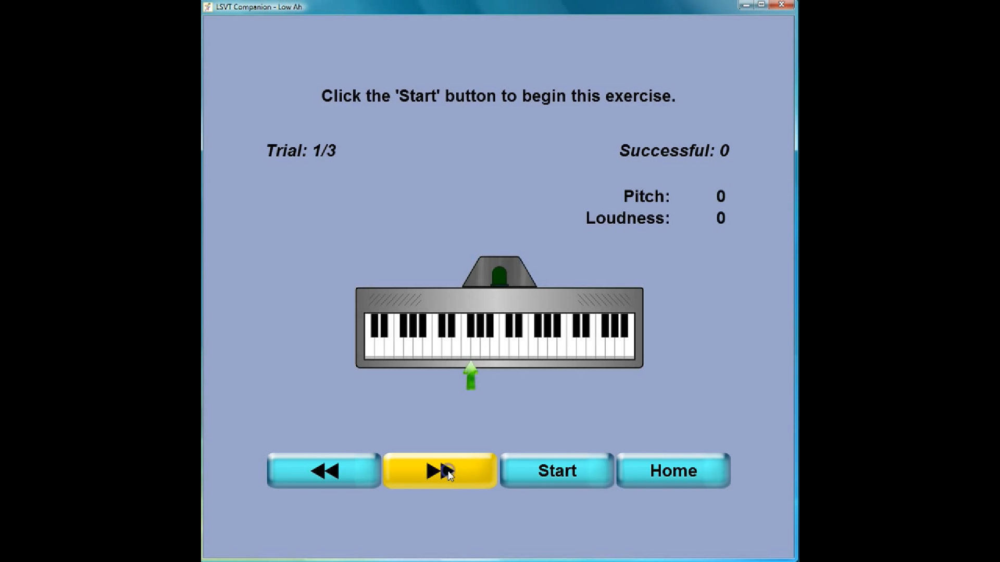 LSVT Companion - Low Ah
Click the 'Start' button to begin this exercise.
Trial: 1/3
Successful: 0
Pitch: 0
Loudness: 0
Start
Home